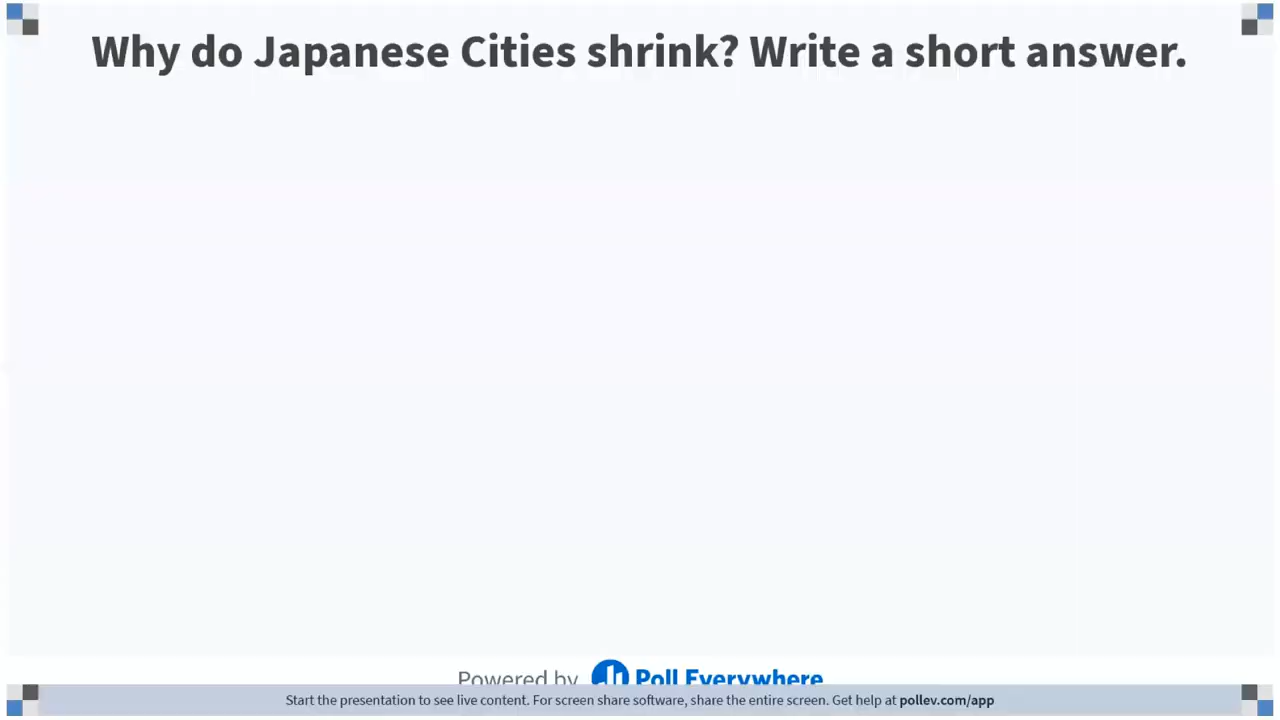 Why do Japanese Cities shrink? Write a short answer.
Powered by Poll Everywhere
Start the presentation to see live content. For screen share software, share the entire screen. Get help at pollev.com/app